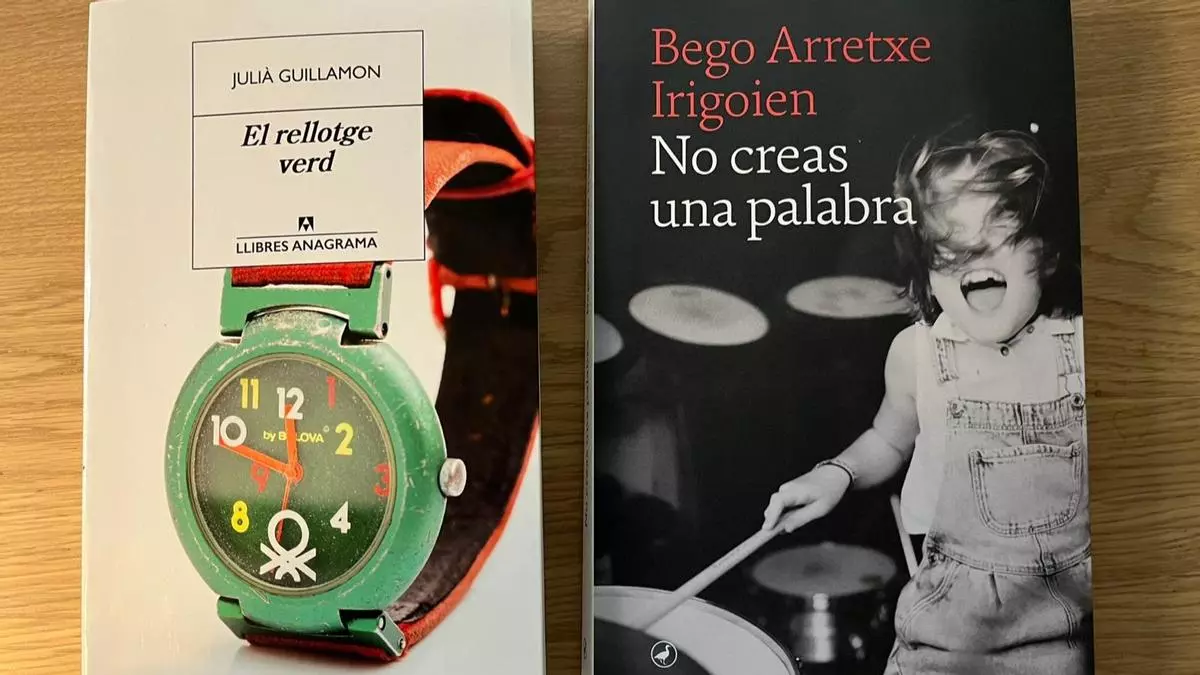 JULIÀ GUILLAMON
El rellotge
verd
LLIBRES ANAGRAMA
11
12
1
10
by BULOVA©
2
9
3
8
4
Bego Arretxe
Irigoien
No creas
una palabra